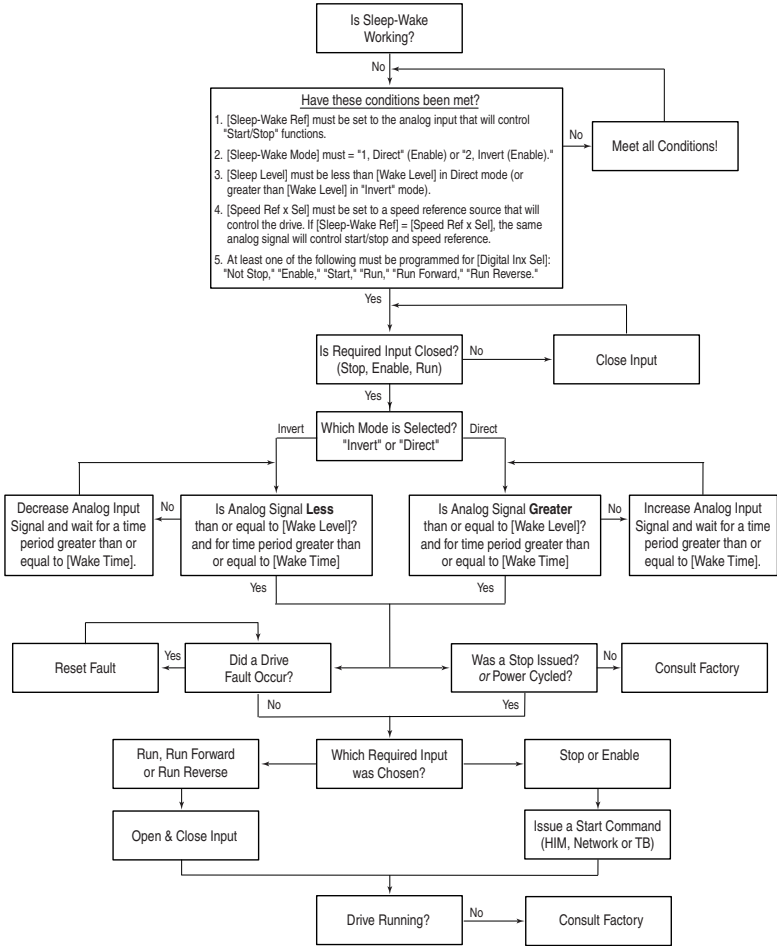 Is Sleep-Wake
Working?
No
Have these conditions been met?
1. [Sleep-Wake Ref] must be set to the analog input that will control
"Start/Stop" functions.
2. [Sleep-Wake Mode] must = "1, Direct" (Enable) or "2, Invert (Enable)."
3. [Sleep Level] must be less than [Wake Level] in Direct mode (or
greater than [Wake Level] in "Invert" mode).
4. [Speed Ref x Sel] must be set to a speed reference source that will
control the drive. If [Sleep-Wake Ref] = [Speed Ref x Sel], the same
analog signal will control start/stop and speed reference.
5. At least one of the following must be programmed for [Digital Inx Sel]:
"Not Stop," "Enable," "Start," "Run," "Run Forward," "Run Reverse."
No
Meet all Conditions!
Yes
Is Required Input Closed?
(Stop, Enable, Run)
No
Close Input
Yes
Which Mode is Selected?
"Invert" or "Direct"
Invert
Direct
Decrease Analog Input
Signal and wait for a time
period greater than or
equal to [Wake Time].
No
Is Analog Signal Less
than or equal to [Wake Level]?
and for time period greater than
or equal to [Wake Time]
Is Analog Signal Greater
than or equal to [Wake Level]?
and for time period greater than
or equal to [Wake Time]
No
Increase Analog Input
Signal and wait for a time
period greater than or
equal to [Wake Time].
Yes
Yes
Reset Fault
Yes
Did a Drive
Fault Occur?
Was a Stop Issued?
or Power Cycled?
No
Consult Factory
No
Yes
Run, Run Forward
or Run Reverse
Which Required Input
was Chosen?
Stop or Enable
Open & Close Input
Issue a Start Command
(HIM, Network or TB)
Drive Running?
No
Consult Factory